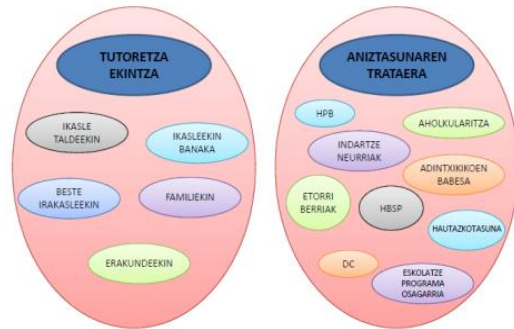 TUTORETZA
EKINTZA
IKASLE
TALDEEKIN
IKASLEEKIN
BANAKA
BESTE
IRAKASLEEKIN
FAMILIEKIN
ERAKUNDEEKIN
ANIZTASUNAREN
TRATAERA
HPB
AHOLKULARITZA
INDARTZE
NEURRIAK
ADINTXIKIKOEN
BABESA
ETORRI
BERRIAK
HBSP
HAUTAZKOTASUNA
DC
ESKOLATZE
PROGRAMA
OSAGARRIA